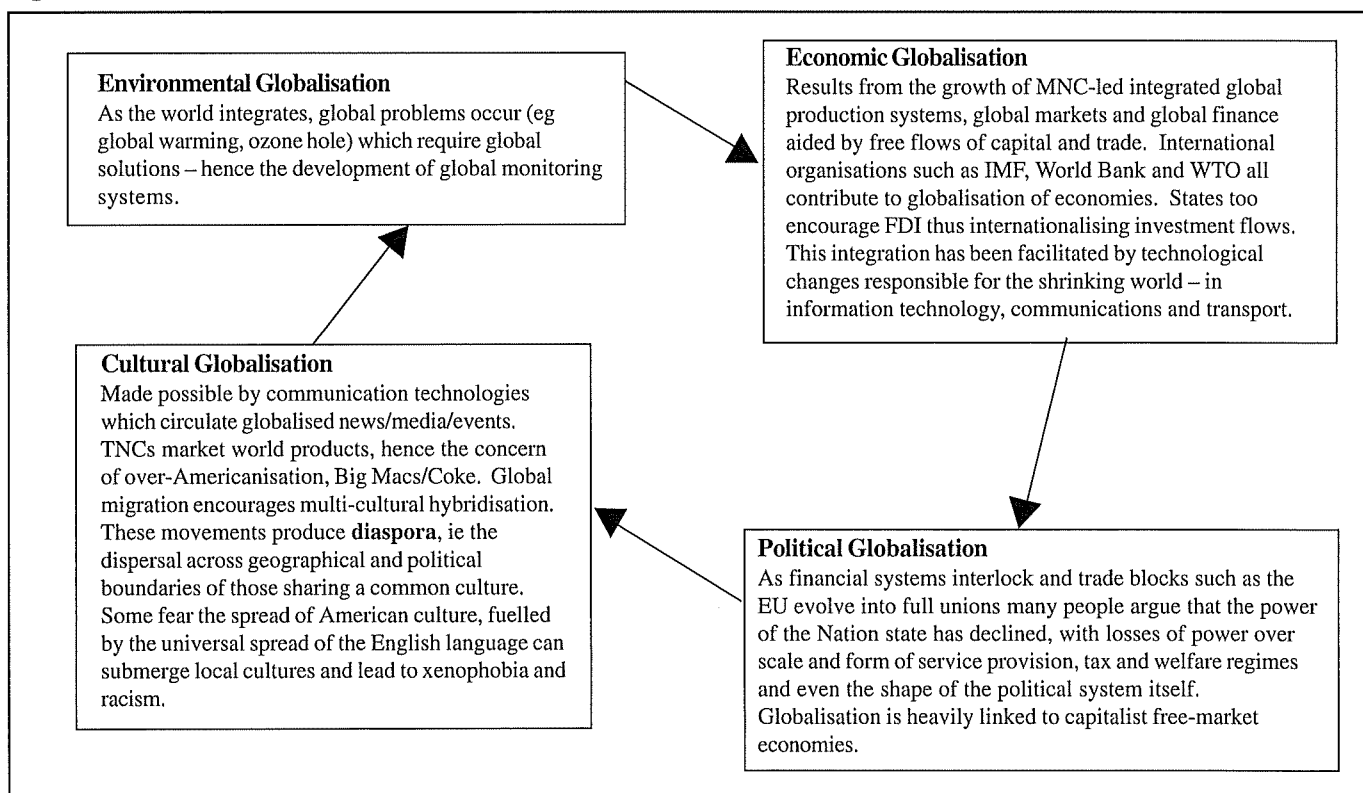 Environmental Globalisation
As the world integrates, global problems occur (eg
global warming, ozone hole) which require global
solutions – hence the development of global monitoring
systems.
Economic Globalisation
Results from the growth of MNC-led integrated global
production systems, global markets and global finance
aided by free flows of capital and trade. International
organisations such as IMF, World Bank and WTO all
contribute to globalisation of economies. States too
encourage FDI thus internationalising investment flows.
This integration has been facilitated by technological
changes responsible for the shrinking world – in
information technology, communications and transport.
Cultural Globalisation
Made possible by communication technologies
which circulate globalised news/media/events.
TNCs market world products, hence the concern
of over-Americanisation, Big Macs/Coke. Global
migration encourages multi-cultural hybridisation.
These movements produce diaspora, ie the
dispersal across geographical and political
boundaries of those sharing a common culture.
Some fear the spread of American culture, fuelled
by the universal spread of the English language can
submerge local cultures and lead to xenophobia and
racism.
Political Globalisation
As financial systems interlock and trade blocks such as the
EU evolve into full unions many people argue that the power
of the Nation state has declined, with losses of power over
scale and form of service provision, tax and welfare regimes
and even the shape of the political system itself.
Globalisation is heavily linked to capitalist free-market
economies.